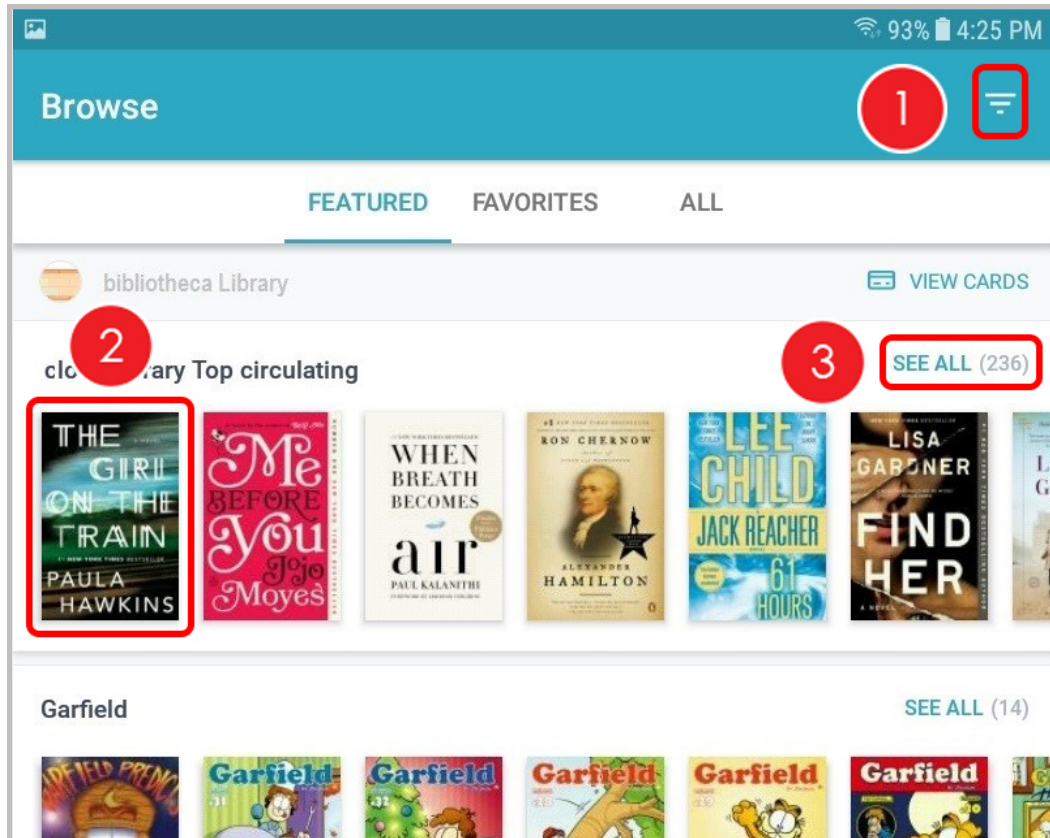 93% 4:25 PM
Browse
1
FEATURED FAVORITES ALL
bibliotheca Library
VIEW CARDS
2
3
Top circulating
SEE ALL (236)
THE
GIRL
ON THE
TRAIN
PAULA
HAWKINS
Me
BEFORE
You
Jojo
Moyes
WHEN
BREATH
BECOMES
air
PAUL KALANITHI
RON CHERNOW
ALEXANDER
HAMILTON
LEE
CHILD
JACK REACHER
61
HOURS
LISA
GARDNER
FIND
HER
A NOVEL
Garfield
SEE ALL (14)
Garfield
Garfield
Garfield
Garfield
Garfield